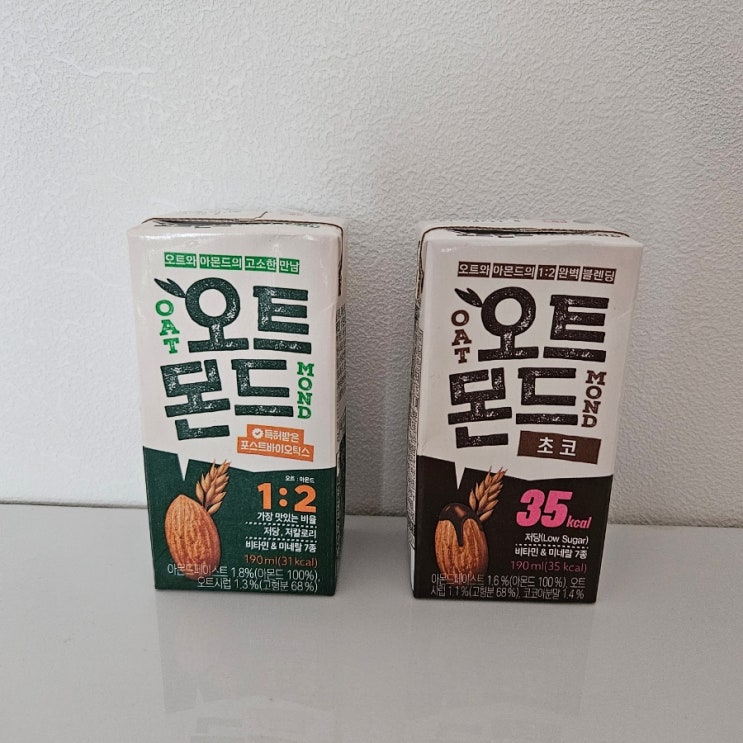 오트와 아몬드의 고소한 만남
OAT
오트
몬드
MOND
특허받은
포스트바이오틱스
오트 : 아몬드
1:2
가장 맛있는 비율
저당, 저칼로리
비타민 & 미네랄 7종
190ml(31kcal)
아몬드페이스트 1.8%(아몬드 100%),
오트시럽 1.3%(고형분 68%)
오트와 아몬드의 1:2 완벽 블렌딩
OAT
오트
몬드
MOND
초코
35kcal
저당(Low Sugar)
비타민 & 미네랄 7종
190ml(35 kcal)
아몬드페이스트 1.6%(아몬드 100%), 오트
시럽 1.1%(고형분 68%), 코코아분말 1.4%